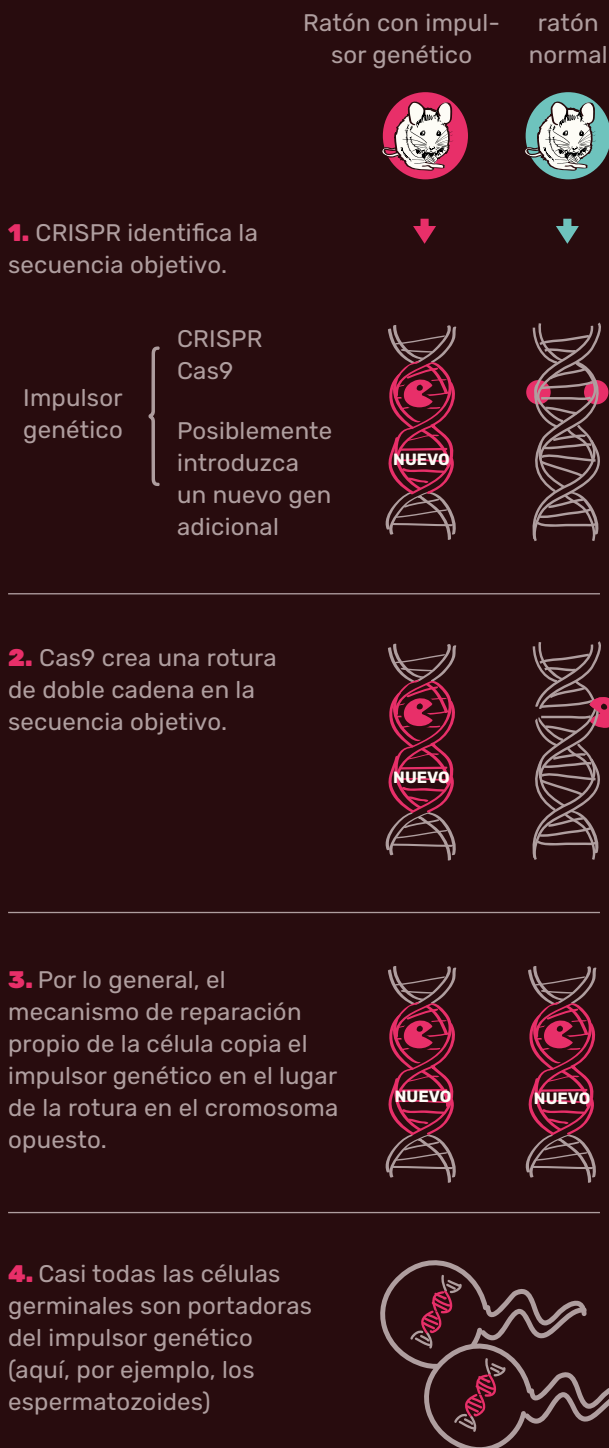 Ratón con impul-
sor genético
ratón
normal
1. CRISPR identifica la
secuencia objetivo.
Impulsor
genético
CRISPR
Cas9
Posiblemente
introduzca
un nuevo gen
adicional
NUEVO
2. Cas9 crea una rotura
de doble cadena en la
secuencia objetivo.
NUEVO
3. Por lo general, el
mecanismo de reparación
propio de la célula copia el
impulsor genético en el lugar
de la rotura en el cromosoma
opuesto.
NUEVO
NUEVO
4. Casi todas las células
germinales son portadoras
del impulsor genético
(aquí, por ejemplo, los
espermatozoides)